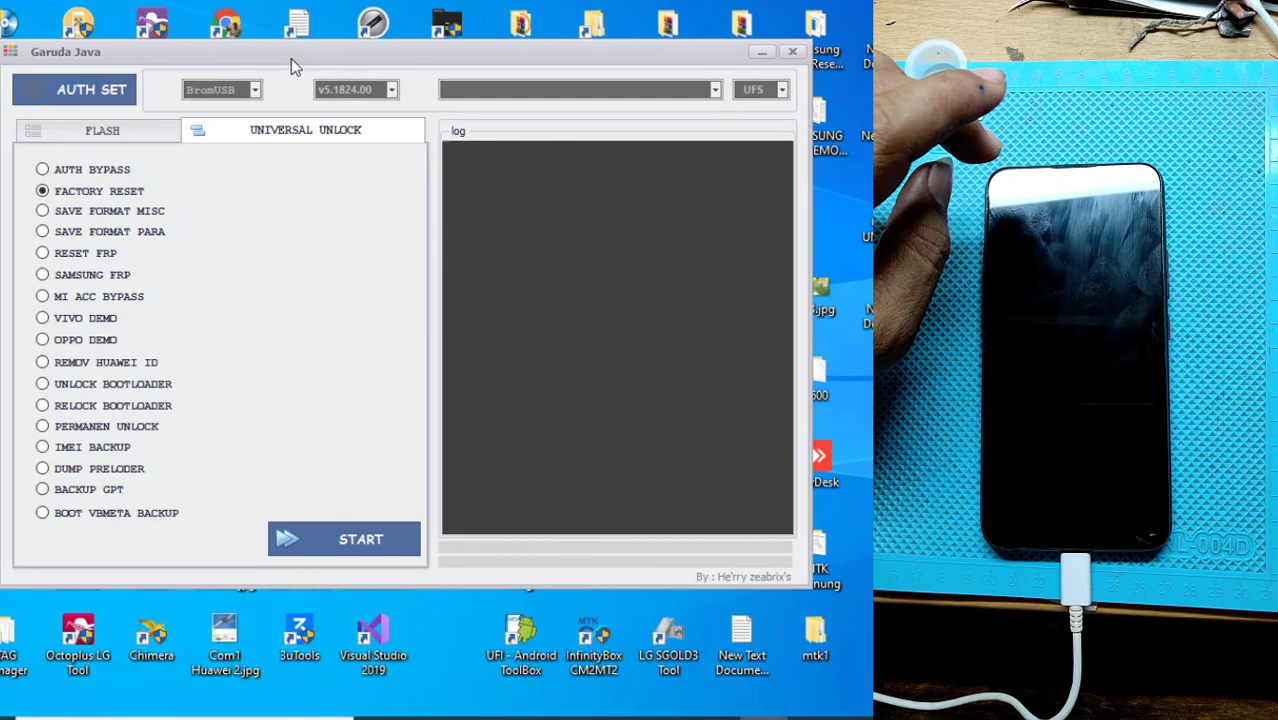 Garuda Java
AUTH SET
BromUSB
v5.1824.00
UFS
FLASH
UNIVERSAL UNLOCK
log
AUTH BYPASS
FACTORY RESET
SAVE FORMAT MISC
SAVE FORMAT PARA
RESET FRP
SAMSUNG FRP
MI ACC BYPASS
VIVO DEMO
OPPO DEMO
REMOV HUAWEI ID
UNLOCK BOOTLOADER
RELOCK BOOTLOADER
PERMANEN UNLOCK
IMEI BACKUP
DUMP PRELODER
BACKUP GPT
BOOT VBMETA BACKUP
START
By : He'rry zeabrix's
Octoplus LG
Tool
Chimera
Com1
Huawei 2.jpg
3uTools
Visual Studio
2019
UFI - Android
ToolBox
MTK
InfinityBox
CM2MT2
LG SGOLD3
Tool
New Text
Docume...
mtk1